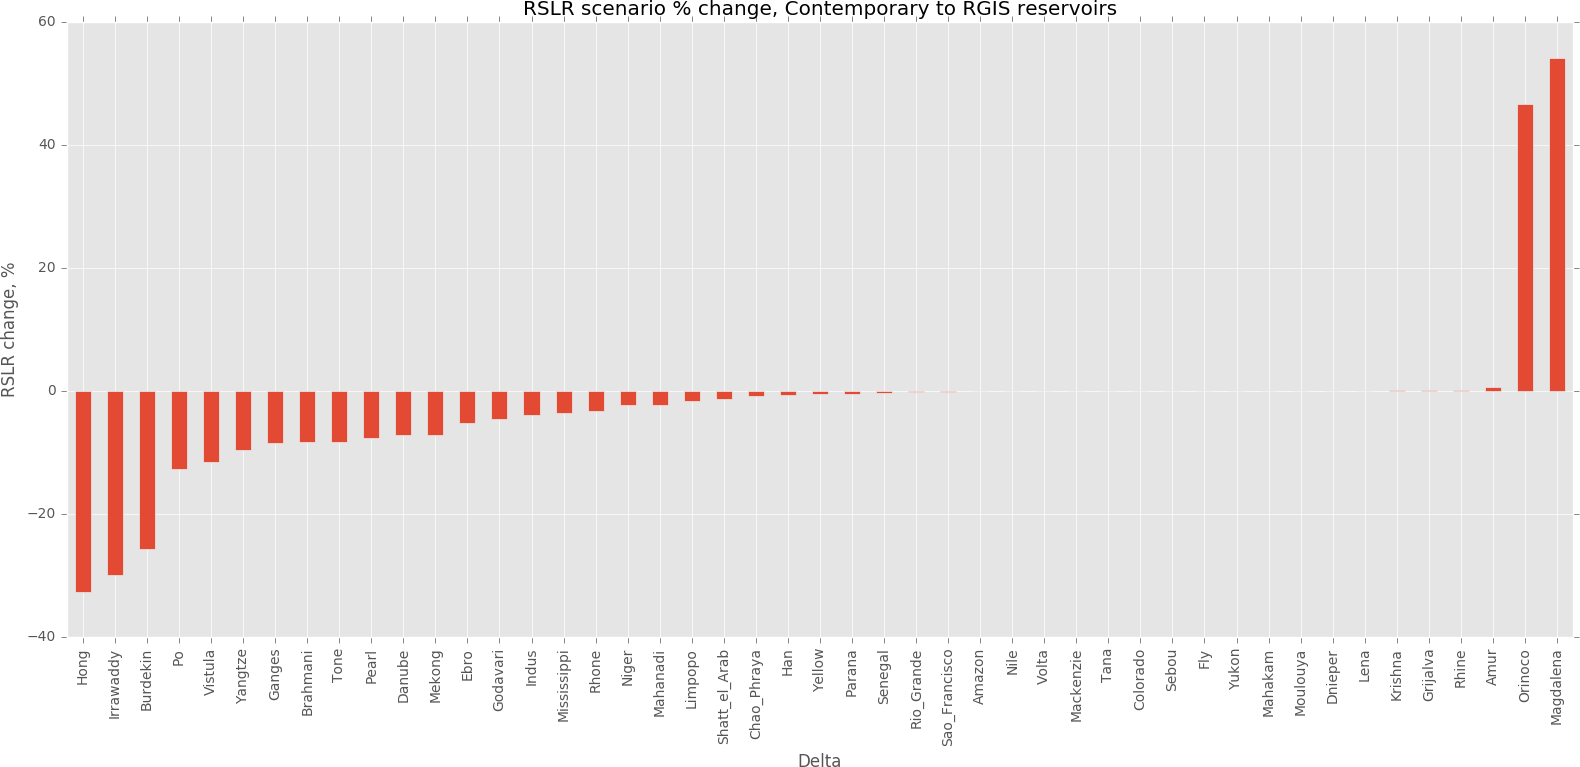 RSLR scenario % change, Contemporary to RGIS reservoirs
60
40
20
0
−20
−40
RSLR change, %
Hong
Irrawaddy
Burdekin
Po
Vistula
Yangtze
Ganges
Brahmani
Tone
Pearl
Danube
Mekong
Ebro
Godavari
Indus
Mississippi
Rhone
Niger
Mahanadi
Limpopo
Shatt_el_Arab
Chao_Phraya
Han
Yellow
Parana
Senegal
Rio_Grande
Sao_Francisco
Amazon
Nile
Volta
Mackenzie
Tana
Colorado
Sebou
Fly
Yukon
Mahakam
Moulouya
Dnieper
Lena
Krishna
Grijalva
Rhine
Amur
Orinoco
Magdalena
Delta